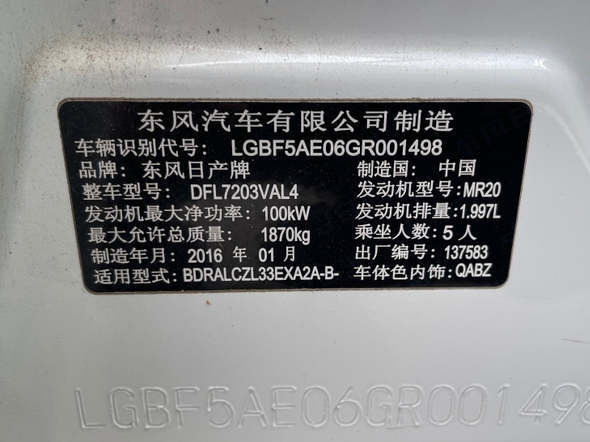 东风汽车有限公司制造
车辆识别代号： LGBF5AE06GR001498
品牌： 东风日产牌 制造国： 中国
整车型号： DFL7203VAL4 发动机型号:MR20
发动机最大净功率： 100kW 发动机排量:1.997L
最大允许总质量： 1870kg 乘坐人数:5人
制造年月： 2016 年 01 月 出厂编号:137583
适用型式： BDRALCZL33EXA2A-B- 车体色内饰:QABZ
LGBF5AE06GR001498